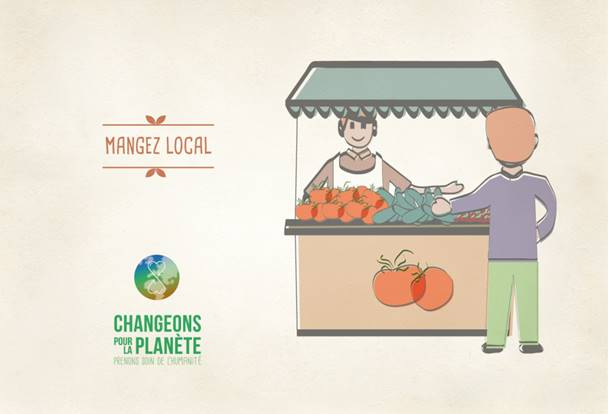 MANGEZ LOCAL
CHANGEONS
POUR LA PLANÈTE
PRENONS SOIN DE L'HUMANITÉ